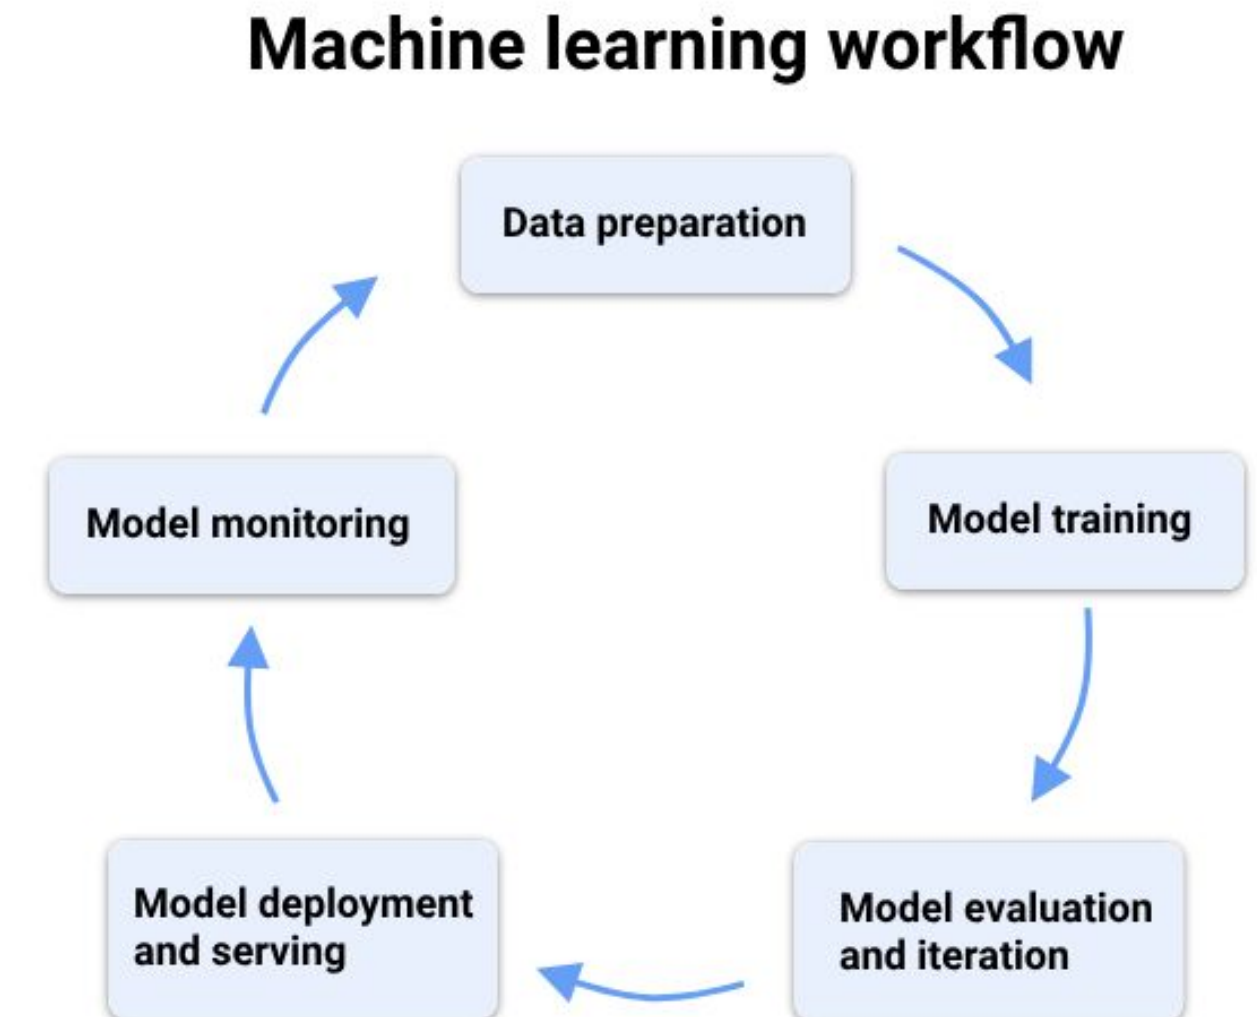 Machine learning workflow
Data preparation
Model training
Model evaluation
and iteration
Model deployment
and serving
Model monitoring